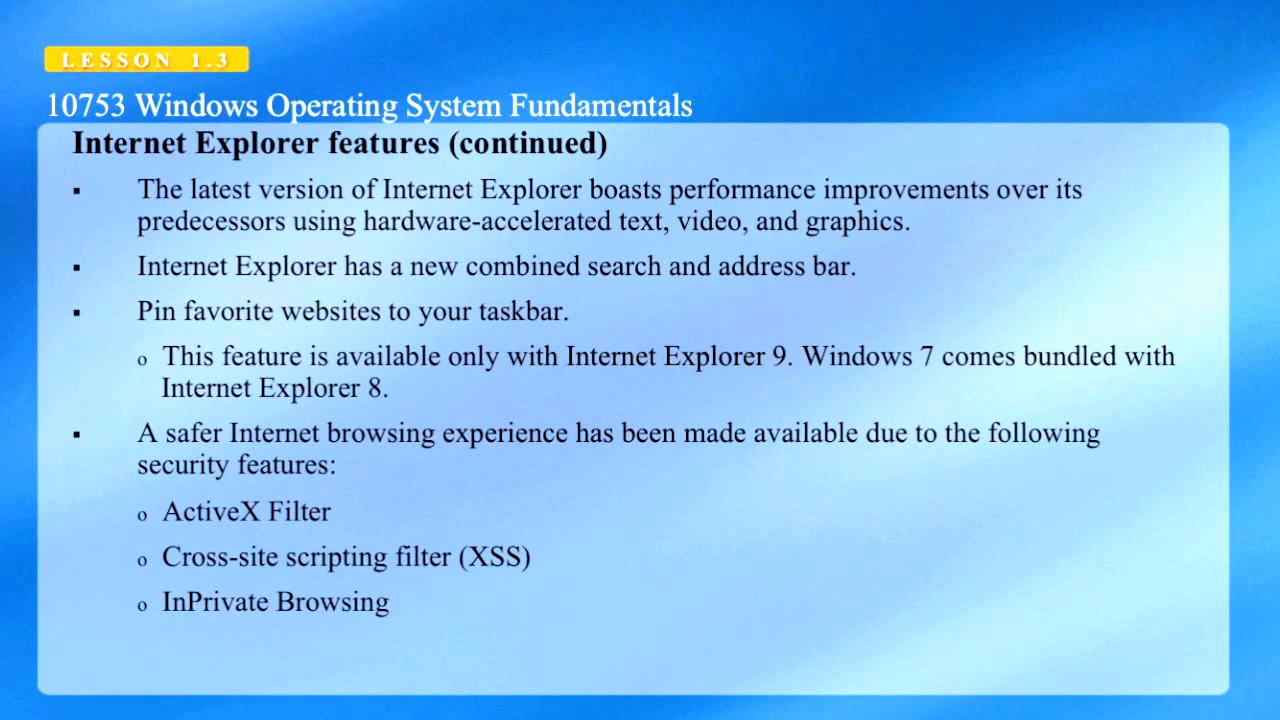 LESSON 1.3
10753 Windows Operating System Fundamentals
Internet Explorer features (continued)
▪ The latest version of Internet Explorer boasts performance improvements over its
predecessors using hardware-accelerated text, video, and graphics.
▪ Internet Explorer has a new combined search and address bar.
▪ Pin favorite websites to your taskbar.
o This feature is available only with Internet Explorer 9. Windows 7 comes bundled with
Internet Explorer 8.
▪ A safer Internet browsing experience has been made available due to the following
security features:
o ActiveX Filter
o Cross-site scripting filter (XSS)
o InPrivate Browsing